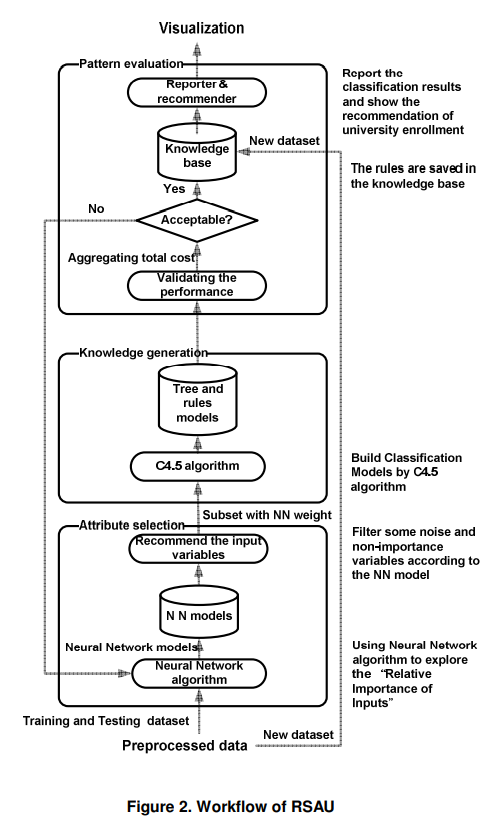 Visualization
Pattern evaluation
Reporter &
recommender
Report the
classification results
and show the
recommendation of
university enrollment
New dataset
Knowledge
base
The rules are saved in
the knowledge base
Yes
No
Acceptable?
Aggregating total cost
Validating the
performance
Knowledge generation
Tree and
rules
models
C4.5 algorithm
Build Classification
Models by C4.5
algorithm
Subset with NN weight
Attribute selection
Recommend the input
variables
Filter some noise and
non-importance
variables according to
the NN model
N N models
Neural Network models
Neural Network
algorithm
Using Neural Network
algorithm to explore
the "Relative
Importance of
Inputs"
Training and Testing dataset
Preprocessed data
New dataset
Figure 2. Workflow of RSAU